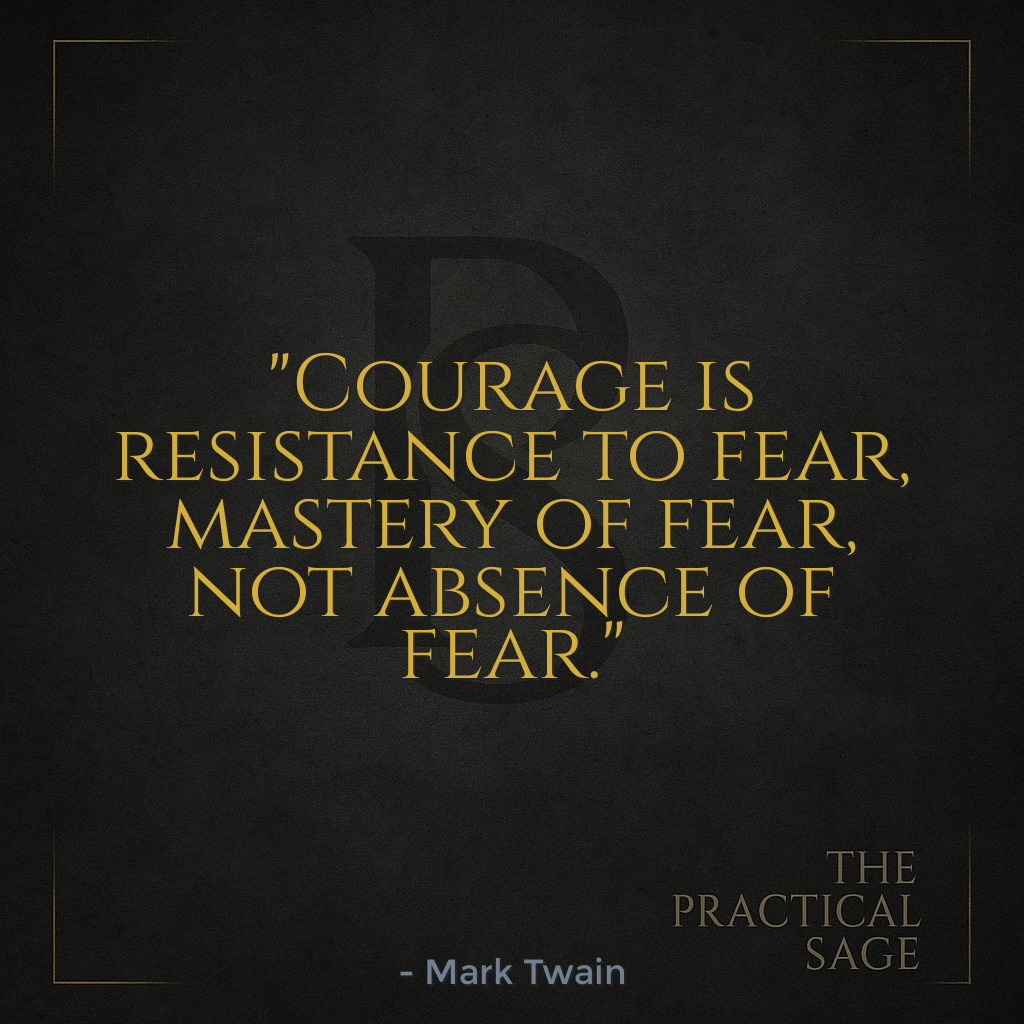 "Courage is
resistance to fear,
mastery of fear,
not absence of
fear."
THE
PRACTICAL
SAGE
- Mark Twain